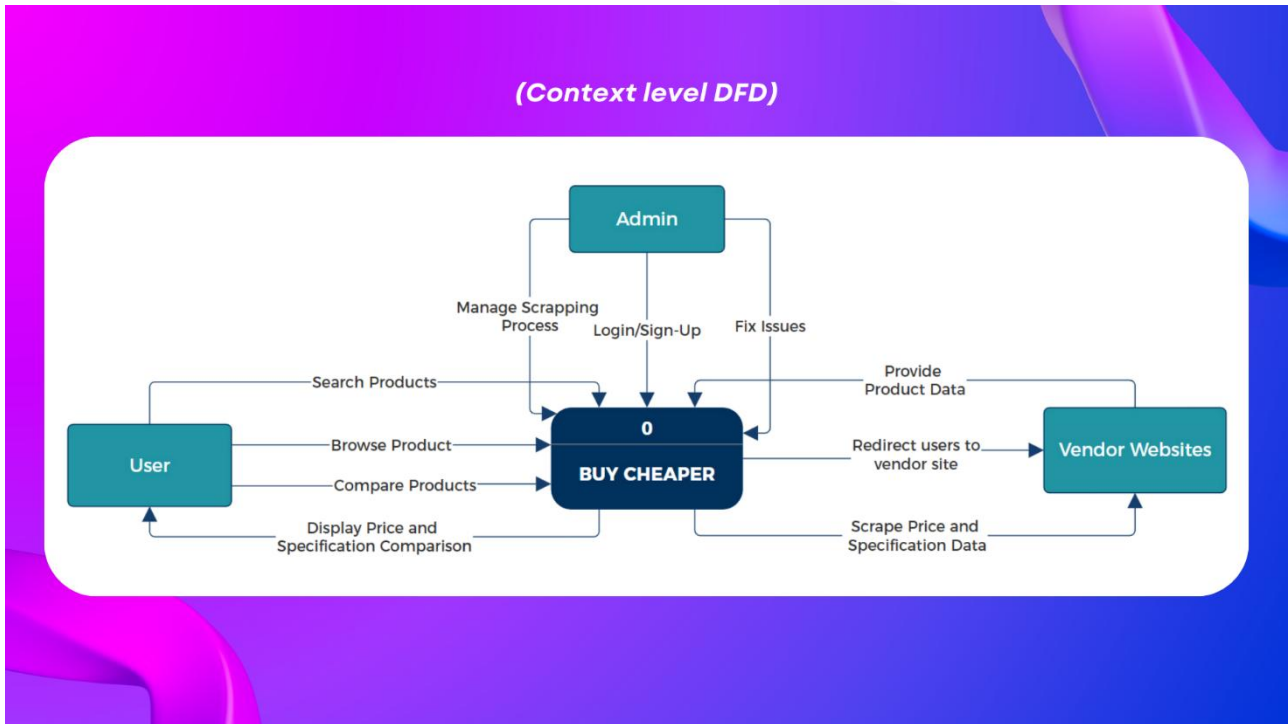 (Context level DFD)
Admin
Manage Scrapping
Process
Login/Sign-Up
Fix Issues
Search Products
Provide
Product Data
0
User
Browse Product
BUY CHEAPER
Redirect users to
vendor site
Vendor Websites
Compare Products
Display Price and
Specification Comparison
Scrape Price and
Specification Data